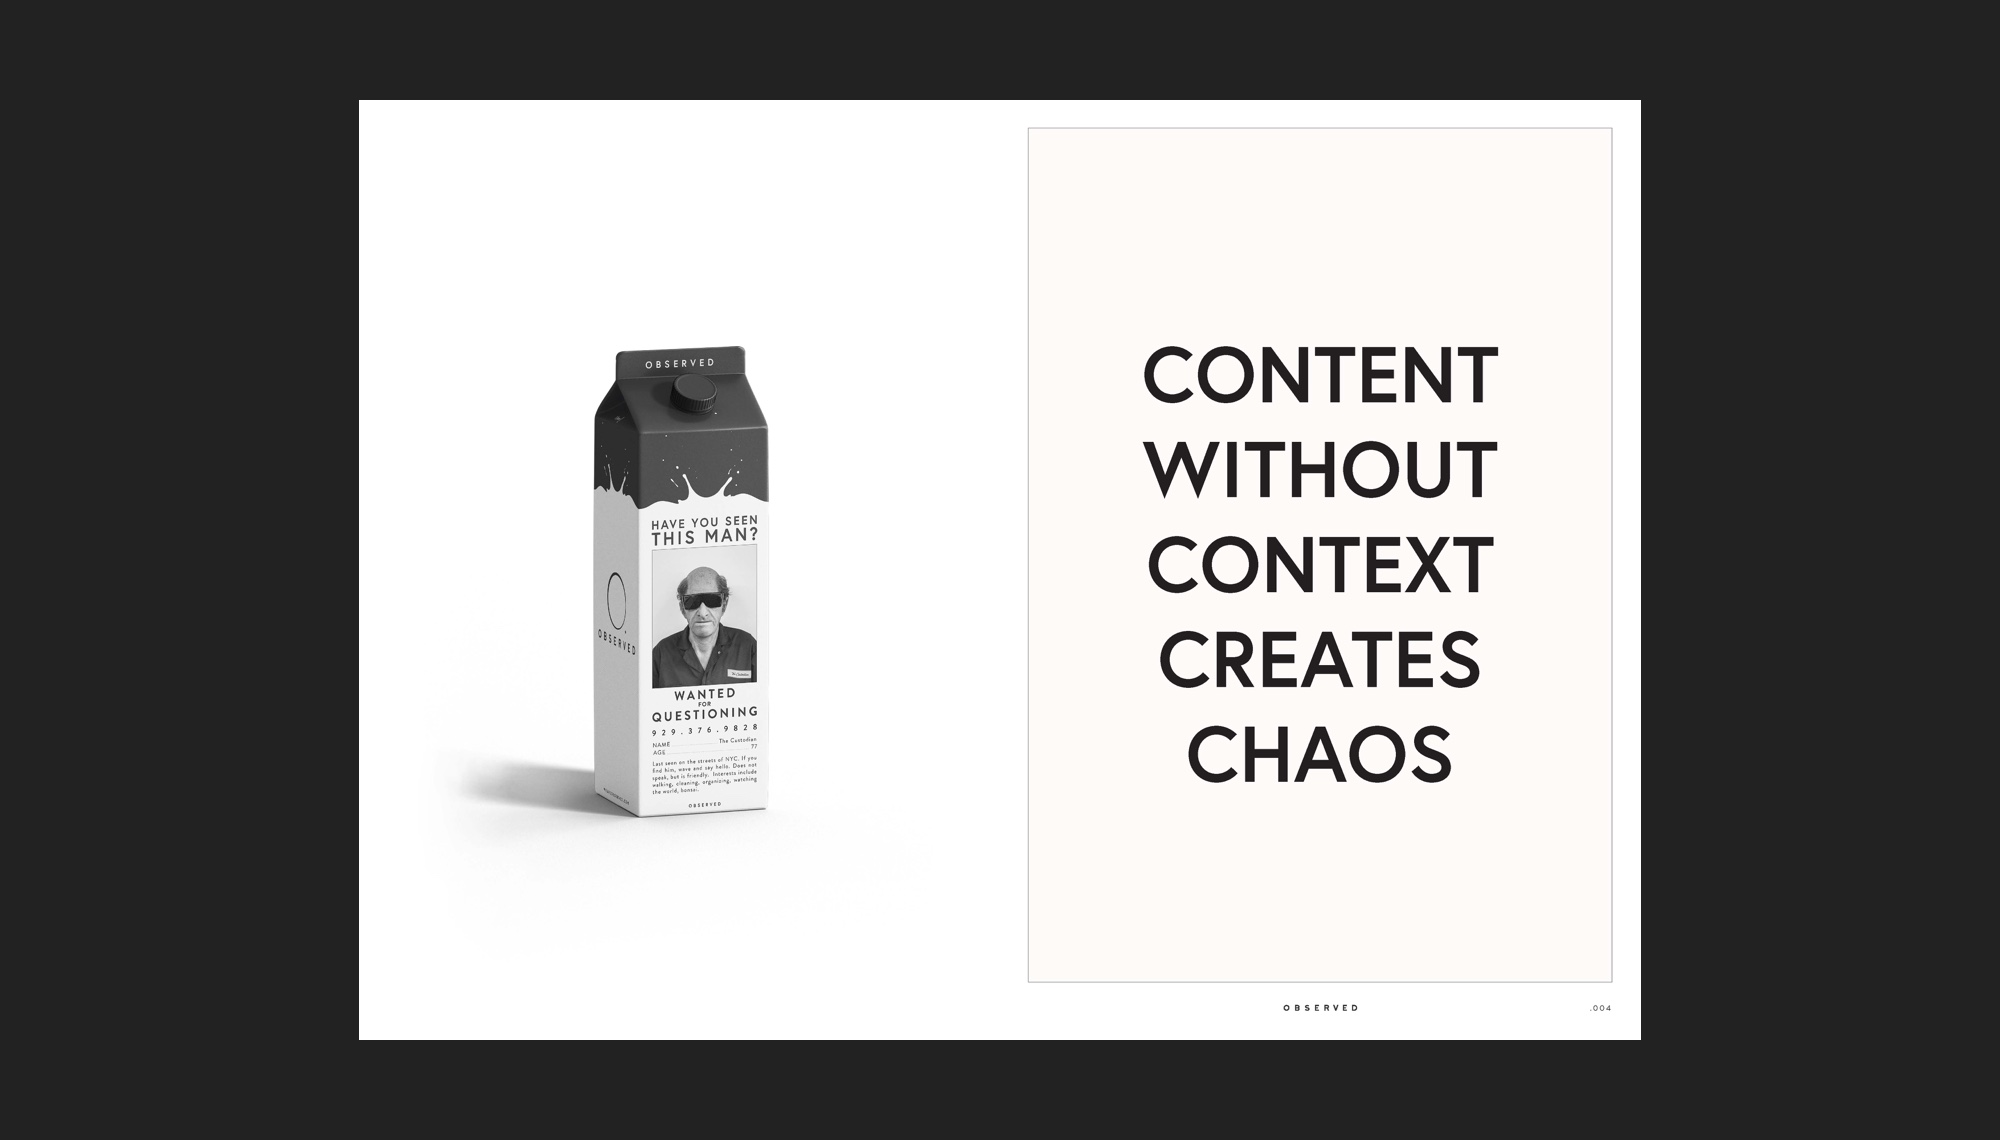 OBSERVED
HAVE YOU SEEN
THIS MAN?
WANTED
FOR
QUESTIONING
929.376.9828
NAME The Custodian
AGE 77
Last seen on the streets of NYC. If you
find him, wave and say hello. Does not
speak, but is friendly. Interests include
walking, cleaning, organizing, watching
the world, bonsai.
OBSERVED
OBSERVED
CONTENT
WITHOUT
CONTEXT
CREATES
CHAOS
OBSERVED
.004